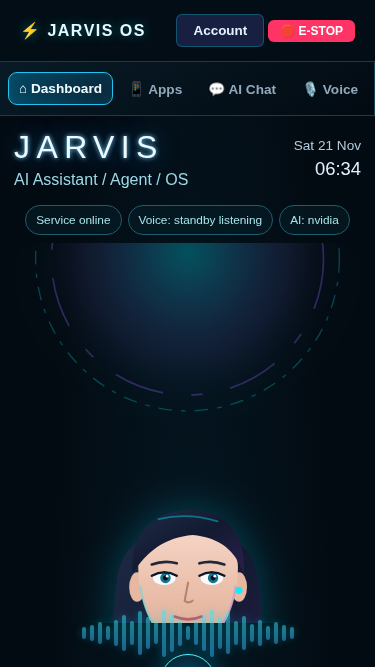 ⚡ JARVIS OS
Account
🛑 E-STOP
⌂ Dashboard
📱 Apps
💬 AI Chat
🎙️ Voice
JARVIS
AI Assistant / Agent / OS
Sat 21 Nov
06:34
Service online
Voice: standby listening
AI: nvidia